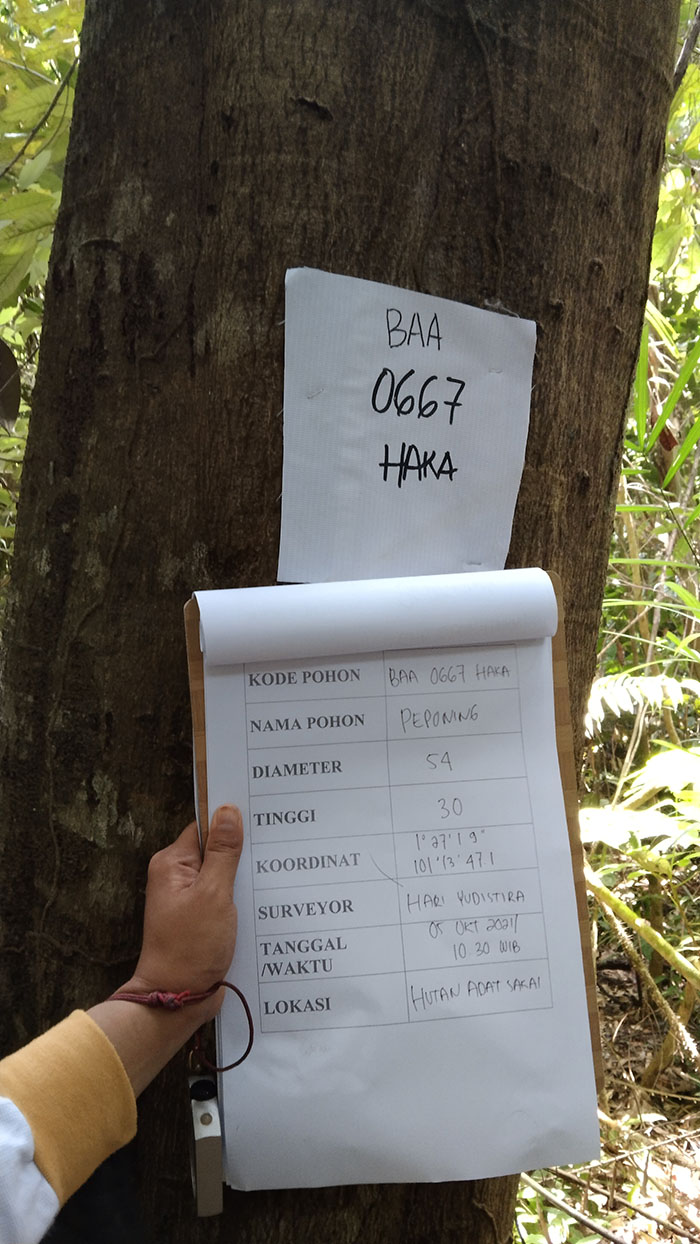 BAA
0667
HAKA
KODE POHON BAA 0667 HAKA
NAMA POHON PEPONING
DIAMETER 54
TINGGI 30
KOORDINAT 1° 27' 1 9"
101° 13' 47 1
SURVEYOR HARI YUDISTIRA
TANGGAL 05 OKT 2021/
/WAKTU 10 30 WIB
LOKASI HUTAN ADAT SAKAI